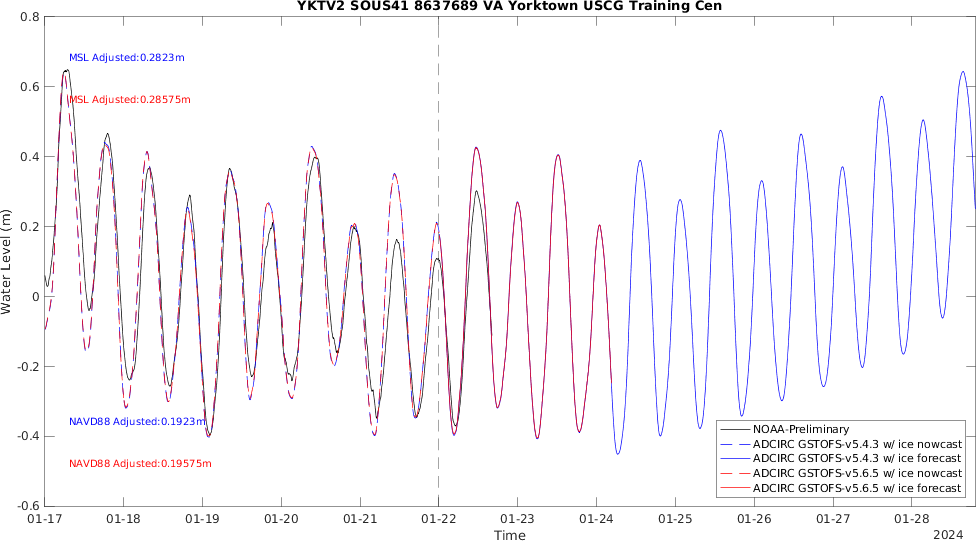 YKTV2 SOUS41 8637689 VA Yorktown USCG Training Cen
0.8
0.6
0.4
0.2
0
-0.2
-0.4
-0.6
Water Level (m)
MSL Adjusted:0.2823m
MSL Adjusted:0.28575m
NAVD88 Adjusted:0.1923m
NAVD88 Adjusted:0.19575m
NOAA-Preliminary
ADCIRC GSTOFS-v5.4.3 w/ ice nowcast
ADCIRC GSTOFS-v5.4.3 w/ ice forecast
ADCIRC GSTOFS-v5.6.5 w/ ice nowcast
ADCIRC GSTOFS-v5.6.5 w/ ice forecast
01-17 01-18 01-19 01-20 01-21 01-22 01-23 01-24 01-25 01-26 01-27 01-28
Time
2024